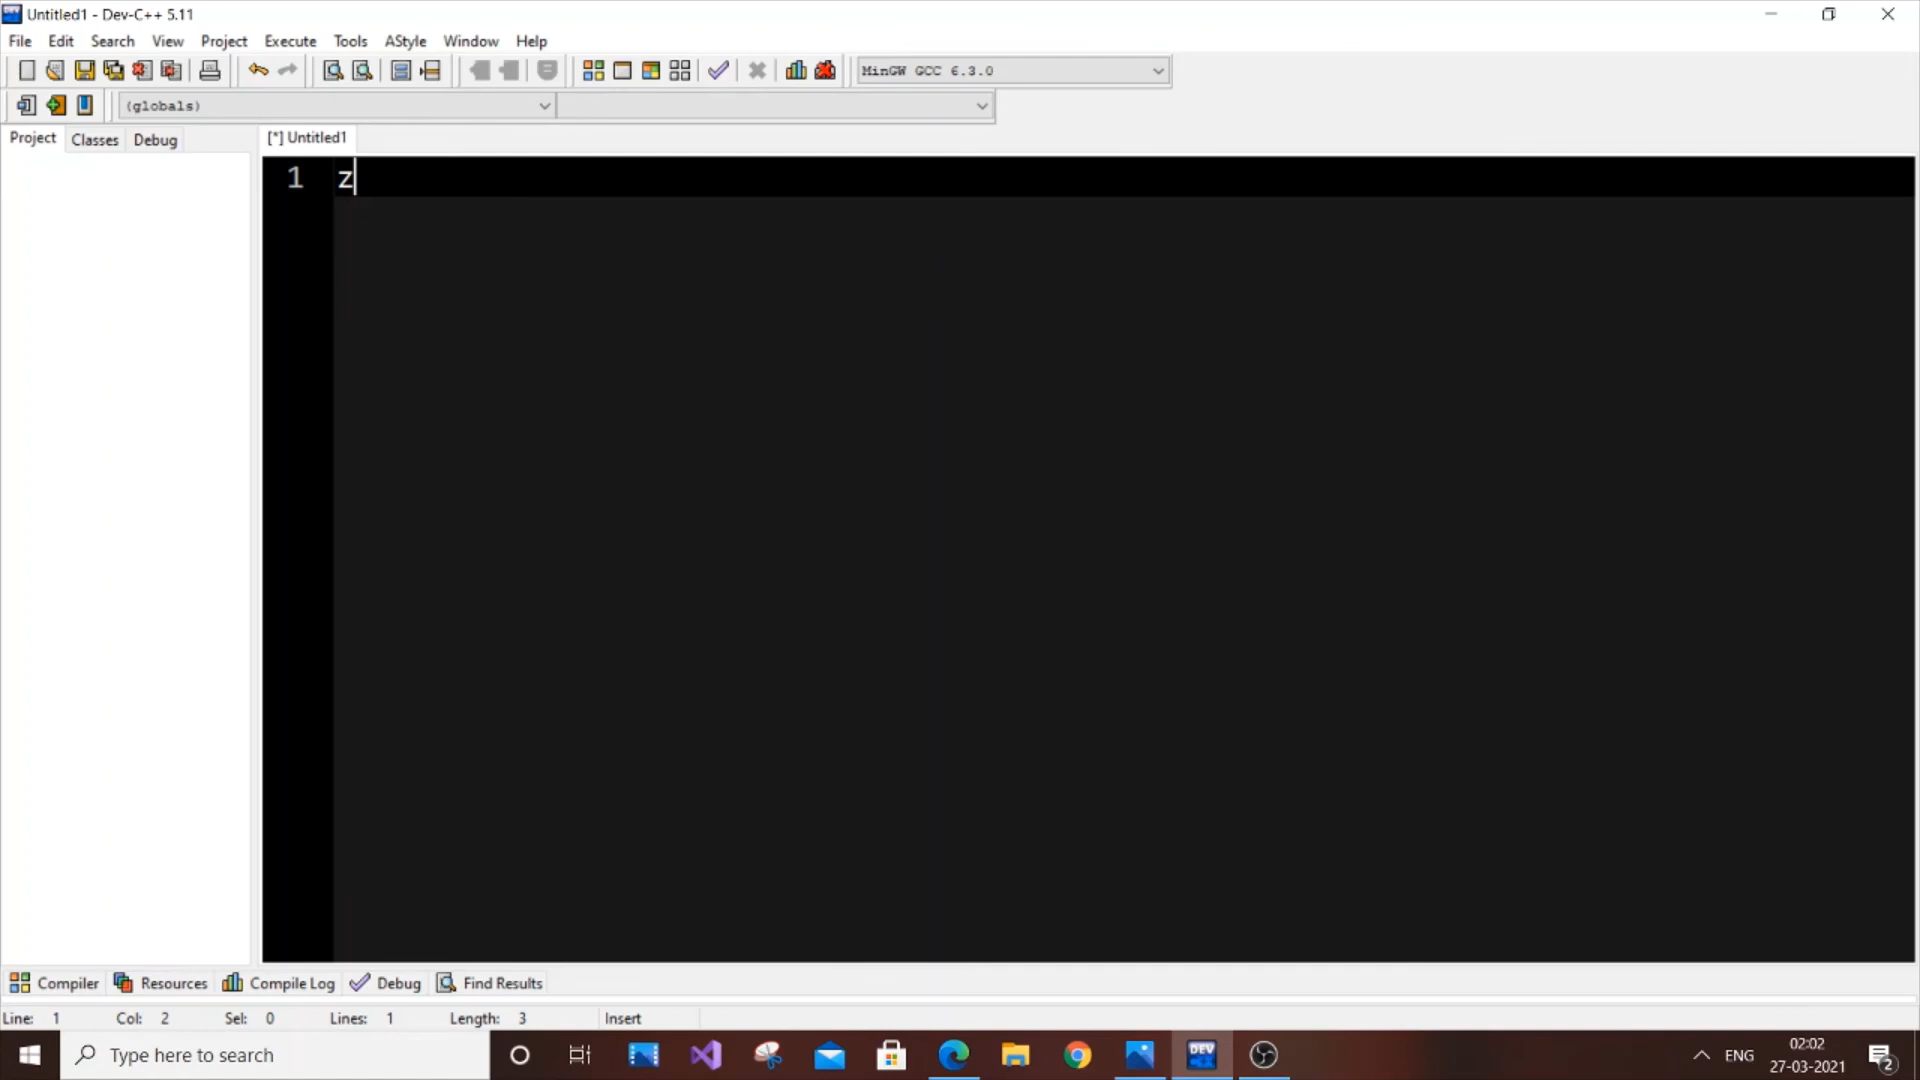 Untitled1 - Dev-C++ 5.11
File Edit Search View Project Execute Tools AStyle Window Help
MinGW GCC 6.3.0
(globals)
Project Classes Debug [*] Untitled1
1 z
Compiler Resources Compile Log Debug Find Results
Line: 1 Col: 2 Sel: 0 Lines: 1 Length: 3 Insert
Type here to search DEV ENG 02:02
27-03-2021 2